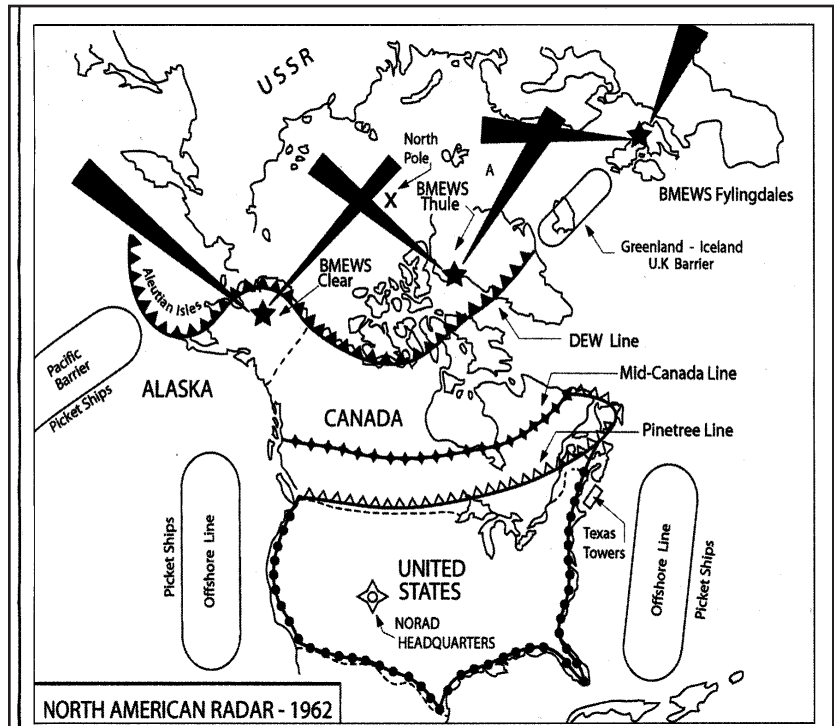 USSR
North
Pole
X
A
BMEWS
Thule
BMEWS Fylingdales
Greenland - Iceland
U.K Barrier
BMEWS
Clear
Aleutian Isles
DEW Line
Pacific
Barrier
Picket Ships
ALASKA
Mid-Canada Line
CANADA
Pinetree Line
Picket Ships
Offshore Line
Texas
Towers
Offshore Line
Picket Ships
UNITED
STATES
NORAD
HEADQUARTERS
NORTH AMERICAN RADAR - 1962